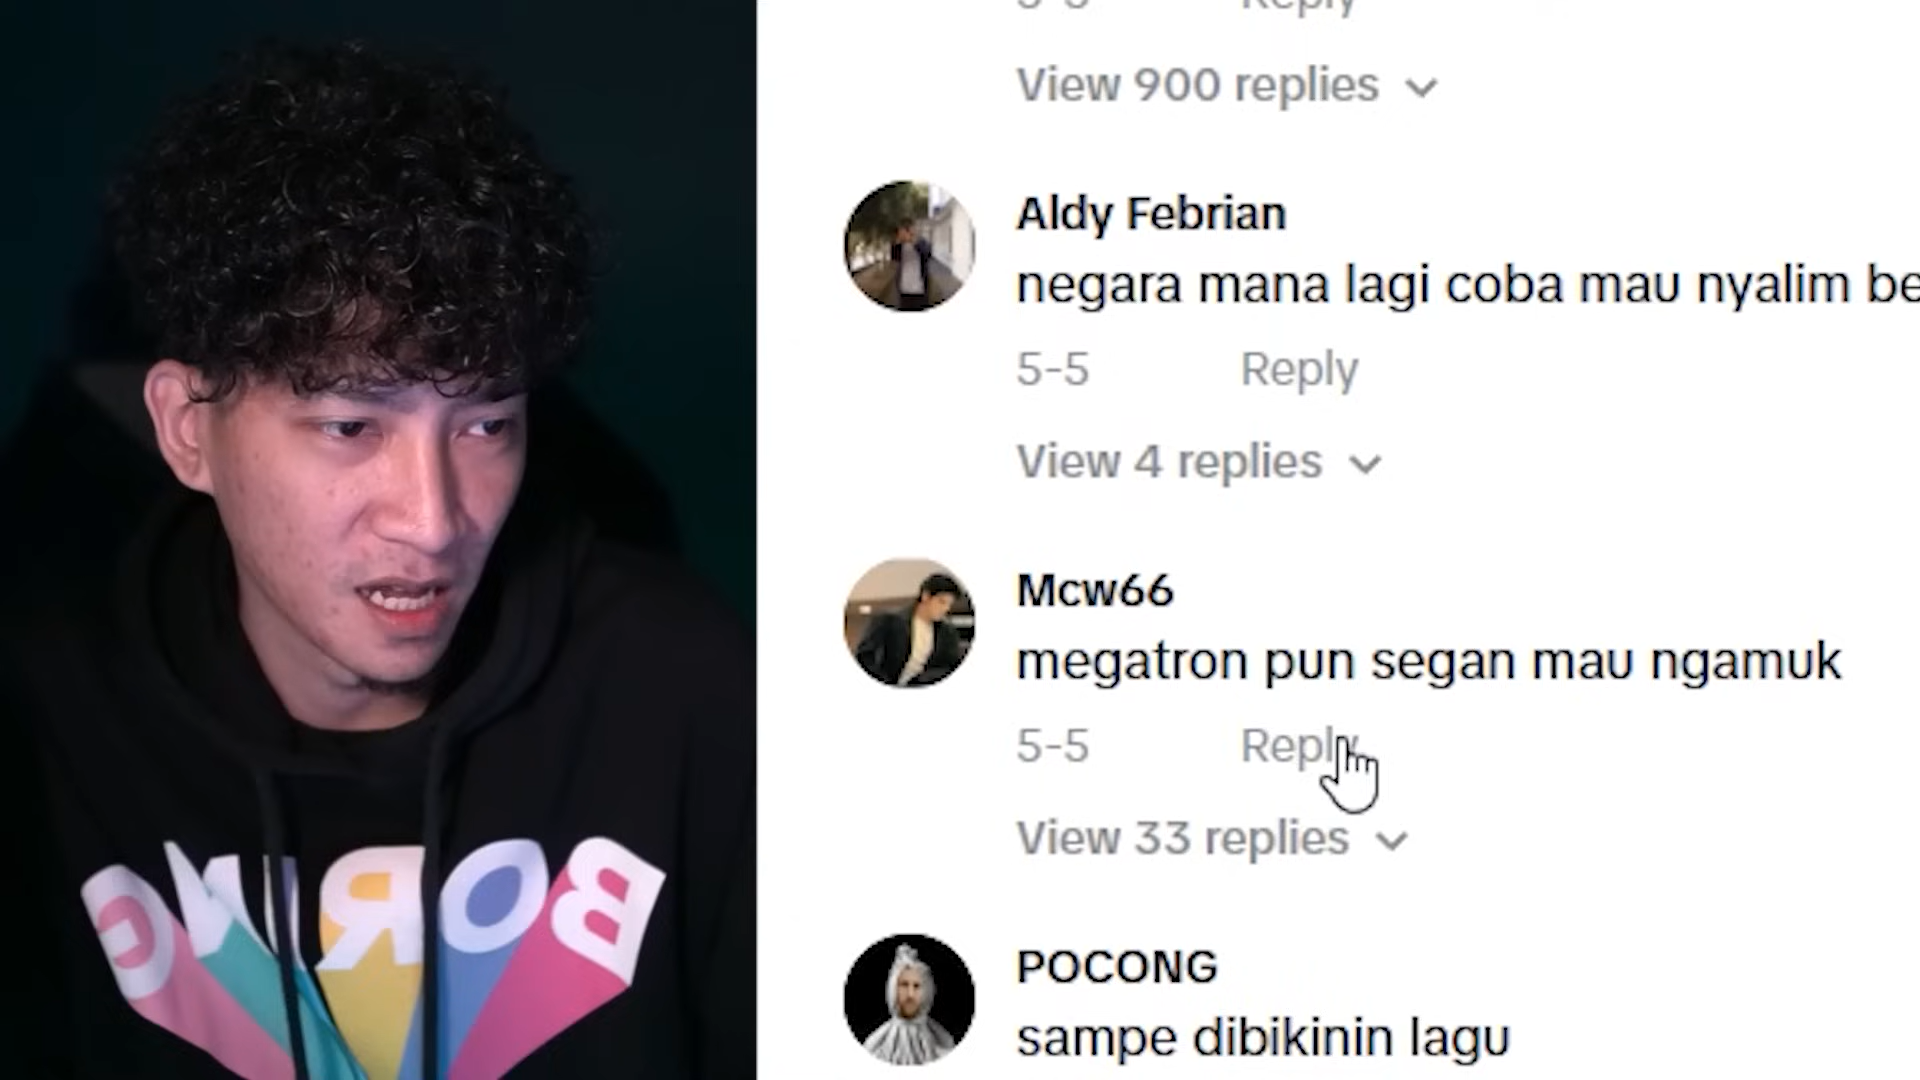 View 900 replies
Aldy Febrian
negara mana lagi coba mau nyalim
5-5 Reply
View 4 replies
Mcw66
megatron pun segan mau ngamuk
5-5 Reply
View 33 replies
POCONG
sampe dibikinin lagu
BORING